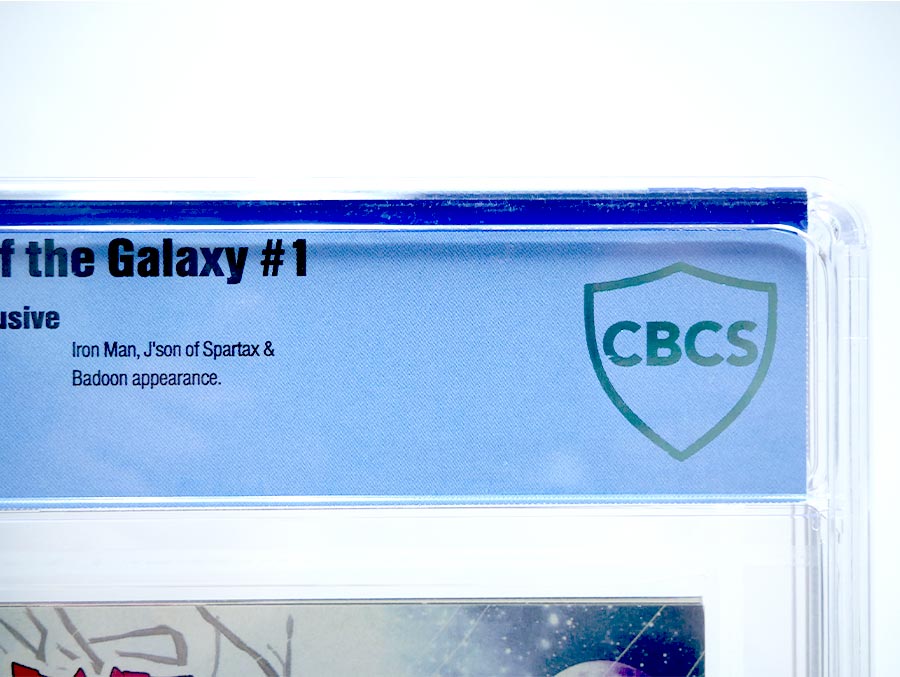 f the Galaxy #1
usive
Iron Man, J'son of Spartax &
Badoon appearance.
CBCS